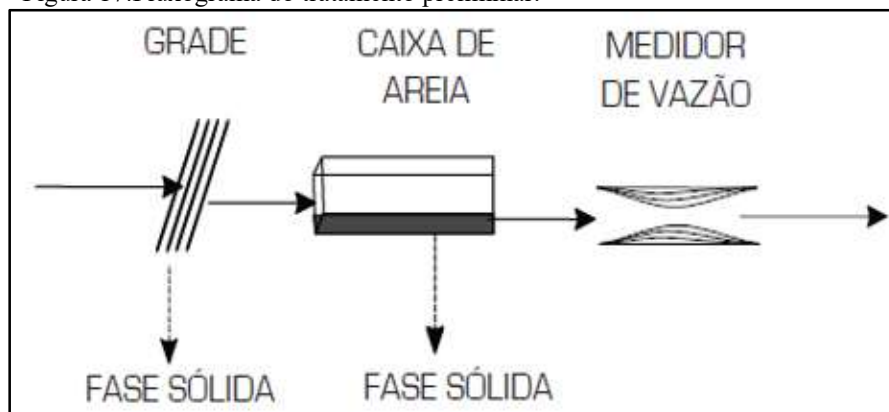 GRADE
CAIXA DE
AREIA
MEDIDOR
DE VAZÃO
FASE SÓLIDA
FASE SÓLIDA